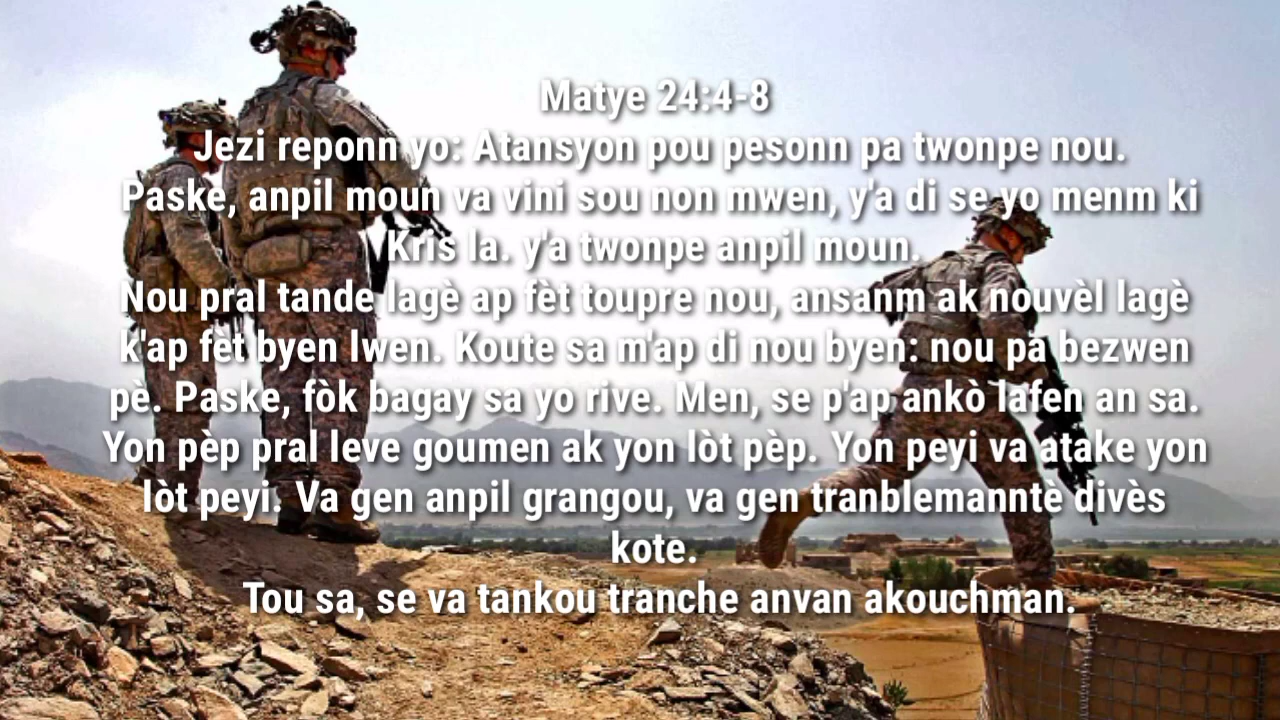 Matye 24:4-8
Jezi reponn yo: Atansyon pou pesonn pa twonpe nou.
Paske, anpil moun va vini sou non mwen, y'a di se yo menm ki
Kris la. y'a twonpe anpil moun.
Nou pral tande lagè ap fèt toupre nou, ansanm ak nouvèl lagè
k'ap fèt byen lwen. Koute sa m'ap di nou byen: nou pa bezwen
pè. Paske, fòk bagay sa yo rive. Men, se p'ap ankò lafen an sa.
Yon pèp pral leve goumen ak yon lòt pèp. Yon peyi va atake yon
lòt peyi. Va gen anpil grangou, va gen tranblemanntè divès
kote.
Tou sa, se va tankou tranche anvan akouchman.